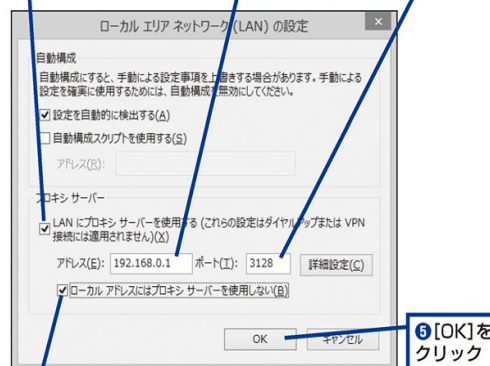 ローカル エリア ネットワーク (LAN) の設定
×
自動構成
自動構成にすると、手動による設定事項を上書きする場合があります。手動による
設定を確実に使用するためには、自動構成を無効にしてください。
設定を自動的に検出する(A)
自動構成スクリプトを使用する(S)
アドレス(R):
プロキシ サーバー
LAN にプロキシ サーバーを使用する (これらの設定はダイヤルアップまたは VPN
接続には適用されません)(X)
アドレス(E): 192.168.0.1 ポート(T): 3128 詳細設定(C)
ローカル アドレスにはプロキシ サーバーを使用しない(B)
OK キャンセル
❺[OK]を
クリック